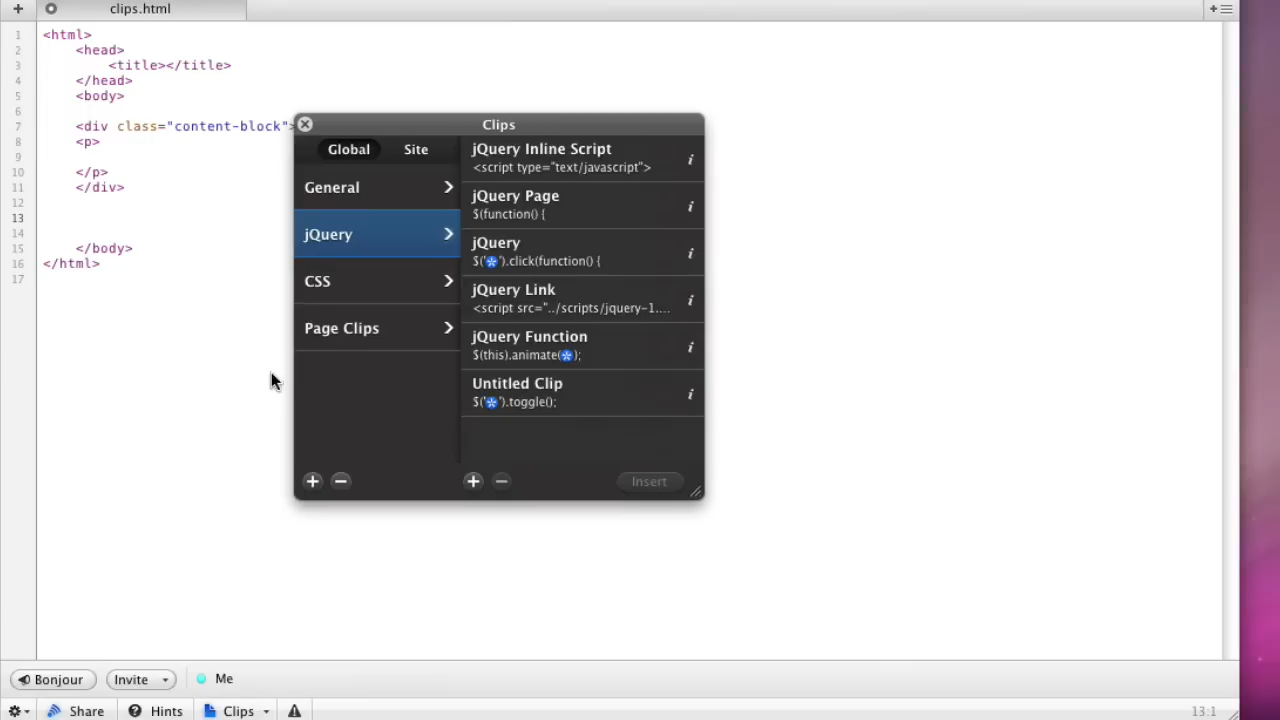 clips.html
1 <html>
2 <head>
3 <title></title>
4 </head>
5 <body>
6
7 <div class="content-block">
8 <p>
9
10 </p>
11 </div>
12
13
14
15 </body>
16 </html>
17
Clips
Global Site
General
jQuery
CSS
Page Clips
jQuery Inline Script
<script type="text/javascript">
jQuery Page
$(function() {
jQuery
$('*').click(function() {
jQuery Link
<script src="../scripts/jquery-1....
jQuery Function
$(this).animate(*);
Untitled Clip
$('*').toggle();
Insert
Bonjour Invite Me
Share Hints Clips 13:1